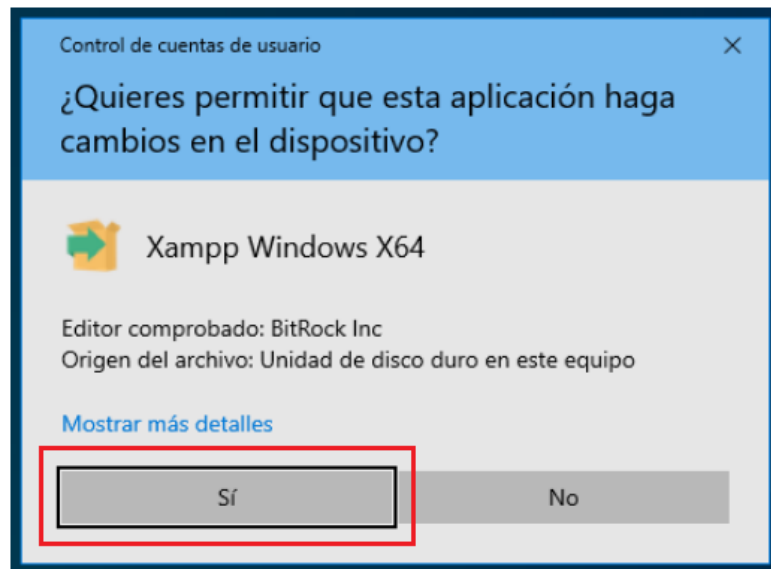 Control de cuentas de usuario
¿Quieres permitir que esta aplicación haga
cambios en el dispositivo?
Xampp Windows X64
Editor comprobado: BitRock Inc
Origen del archivo: Unidad de disco duro en este equipo
Mostrar más detalles
Sí
No